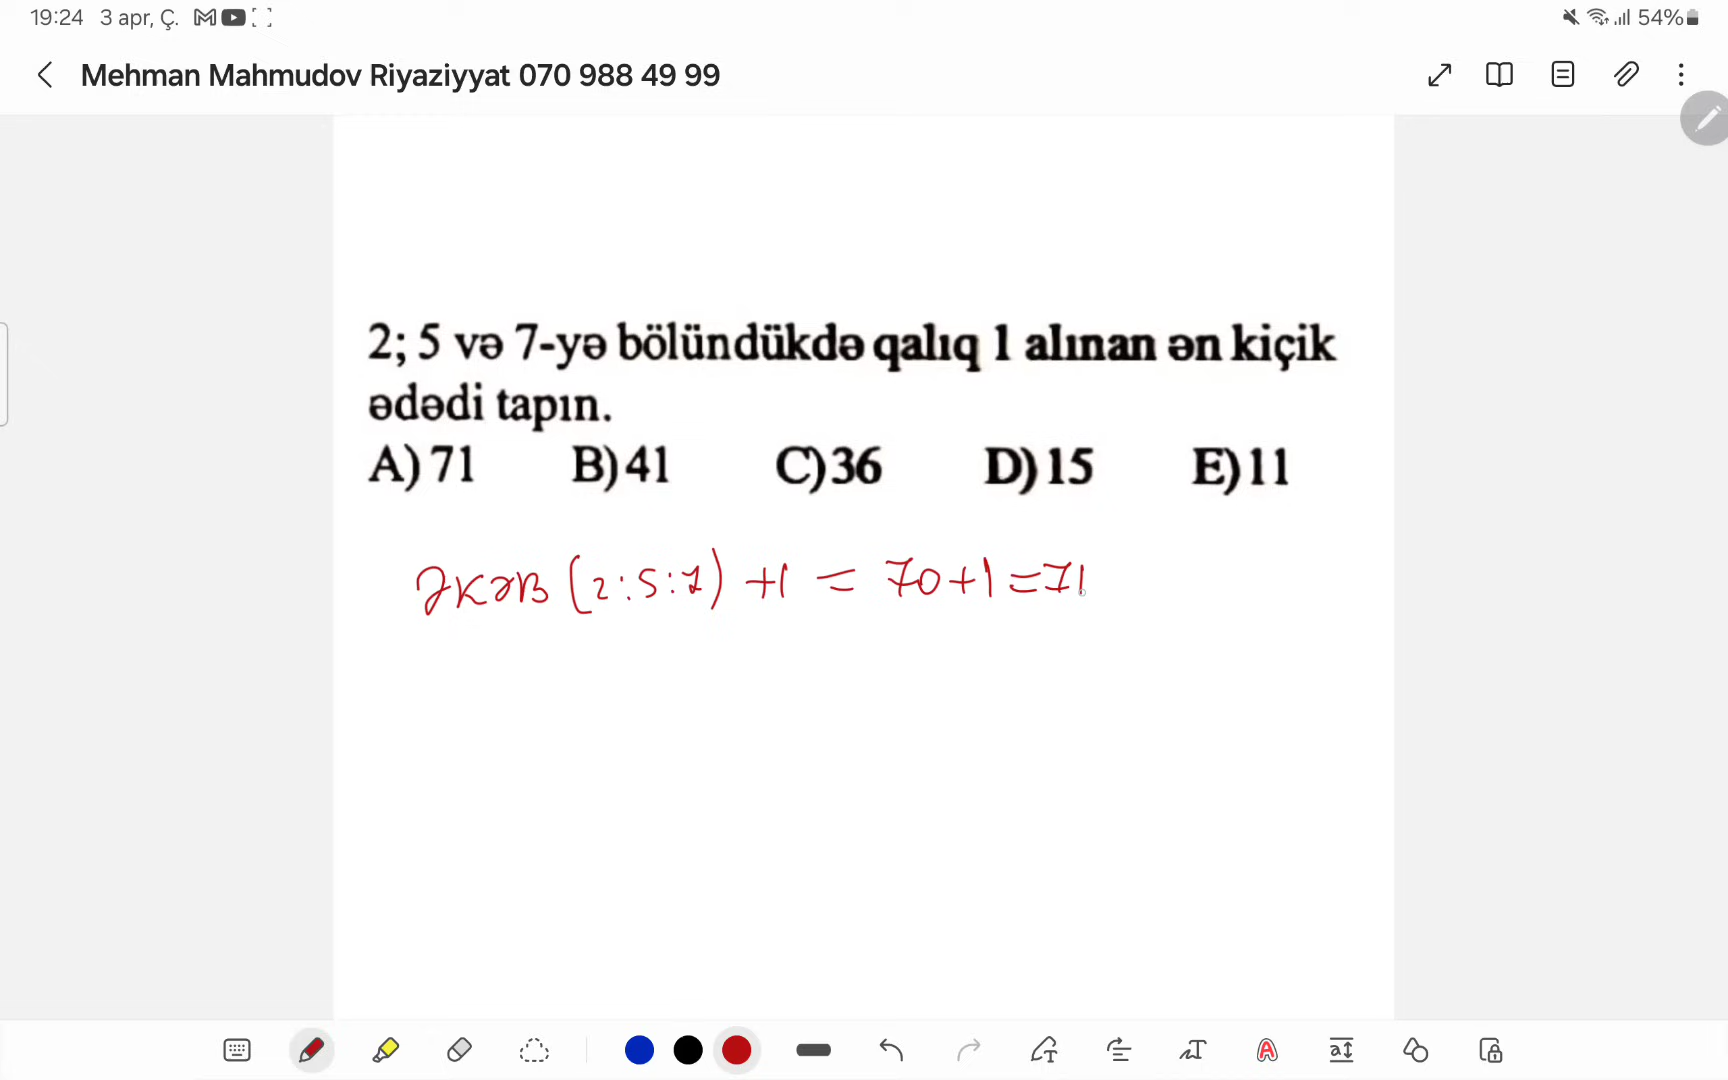 19:24 3 apr, Ç. 54%
Mehman Mahmudov Riyaziyyat 070 988 49 99
2; 5 və 7-yə bölündükdə qalıq 1 alınan ən kiçik
ədədi tapın.
A) 71 B) 41 C) 36 D) 15 E) 11
ƏKƏB (2:5:7) +1 = 70+1=71